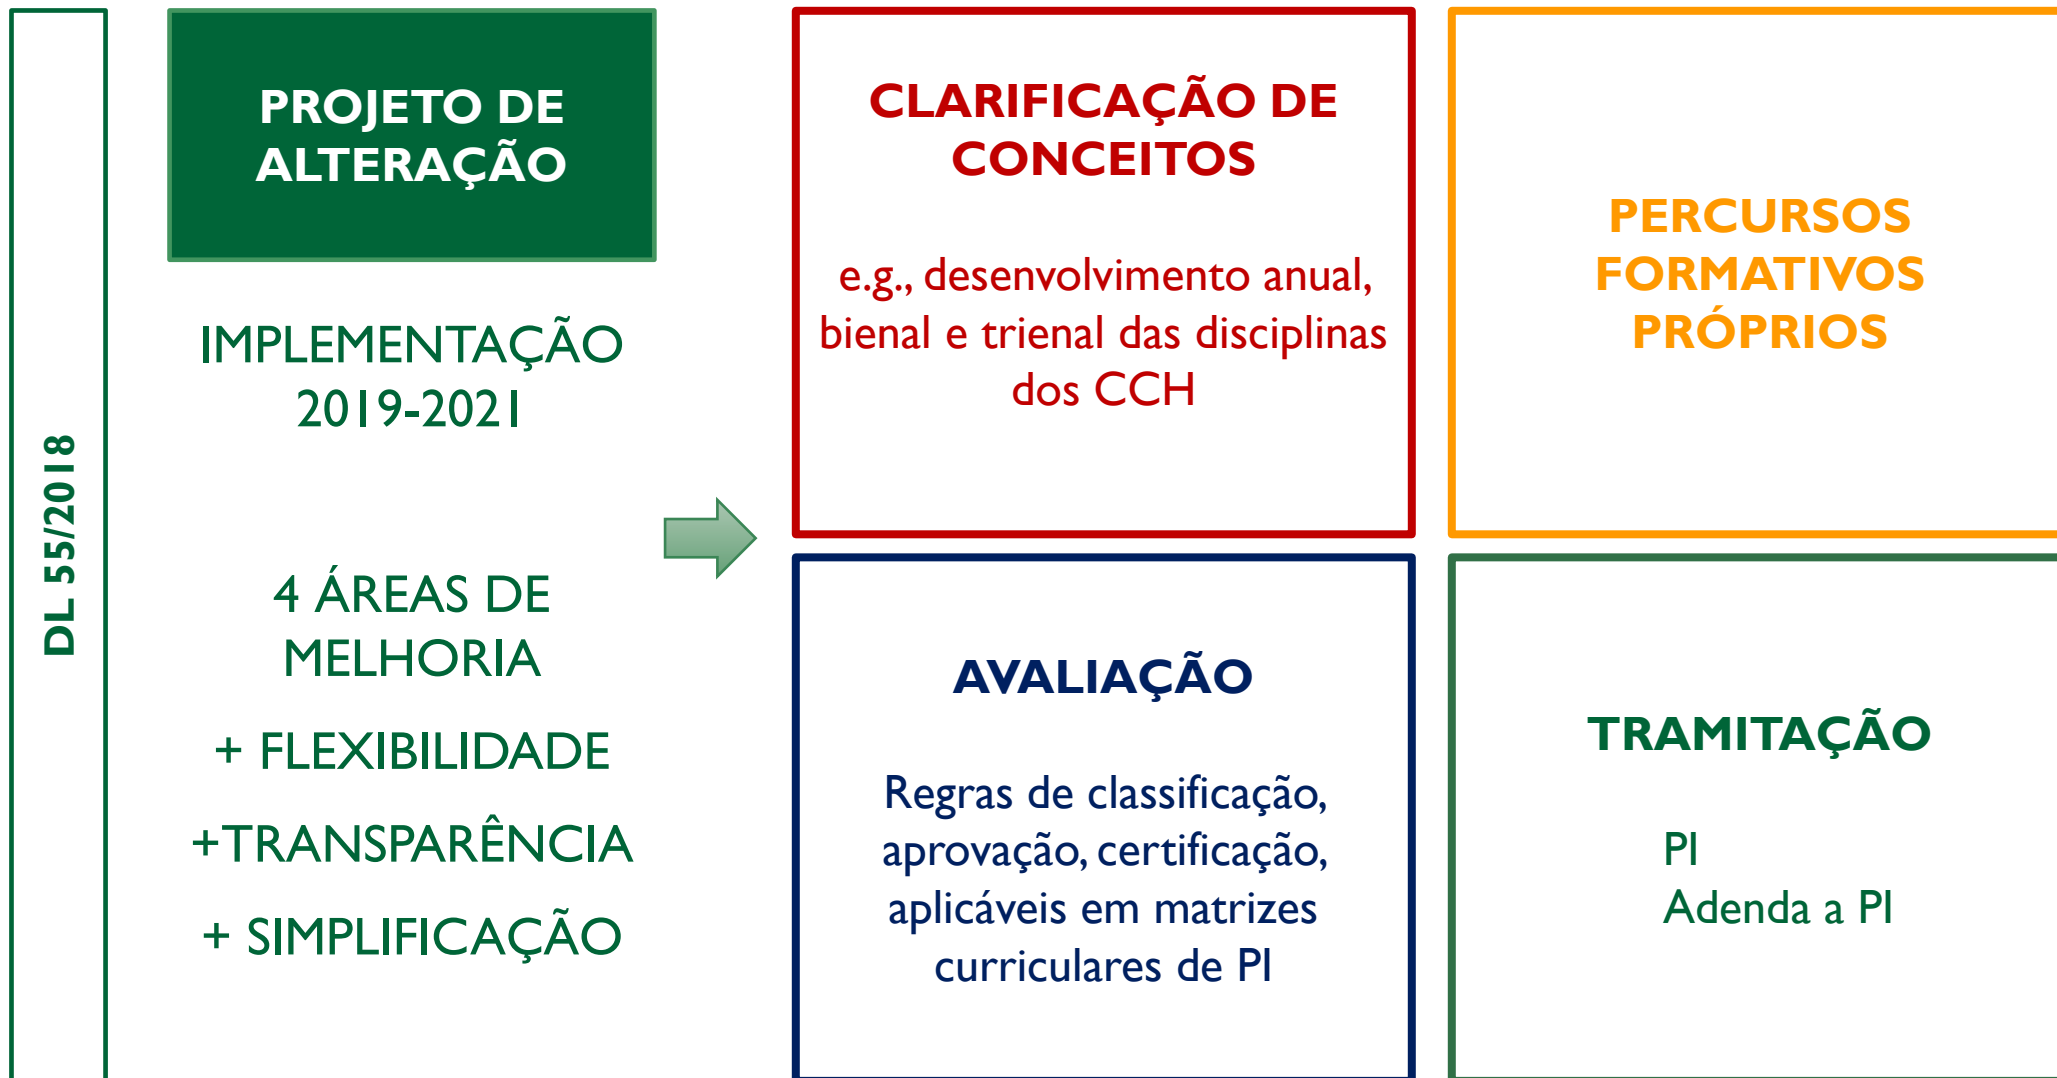 DL 55/2018
PROJETO DE
ALTERAÇÃO
IMPLEMENTAÇÃO
2019-2021
4 ÁREAS DE
MELHORIA
+ FLEXIBILIDADE
+TRANSPARÊNCIA
+ SIMPLIFICAÇÃO
CLARIFICAÇÃO DE
CONCEITOS
e.g., desenvolvimento anual,
bienal e trienal das disciplinas
dos CCH
PERCURSOS
FORMATIVOS
PRÓPRIOS
AVALIAÇÃO
Regras de classificação,
aprovação, certificação,
aplicáveis em matrizes
curriculares de PI
TRAMITAÇÃO
PI
Adenda a PI